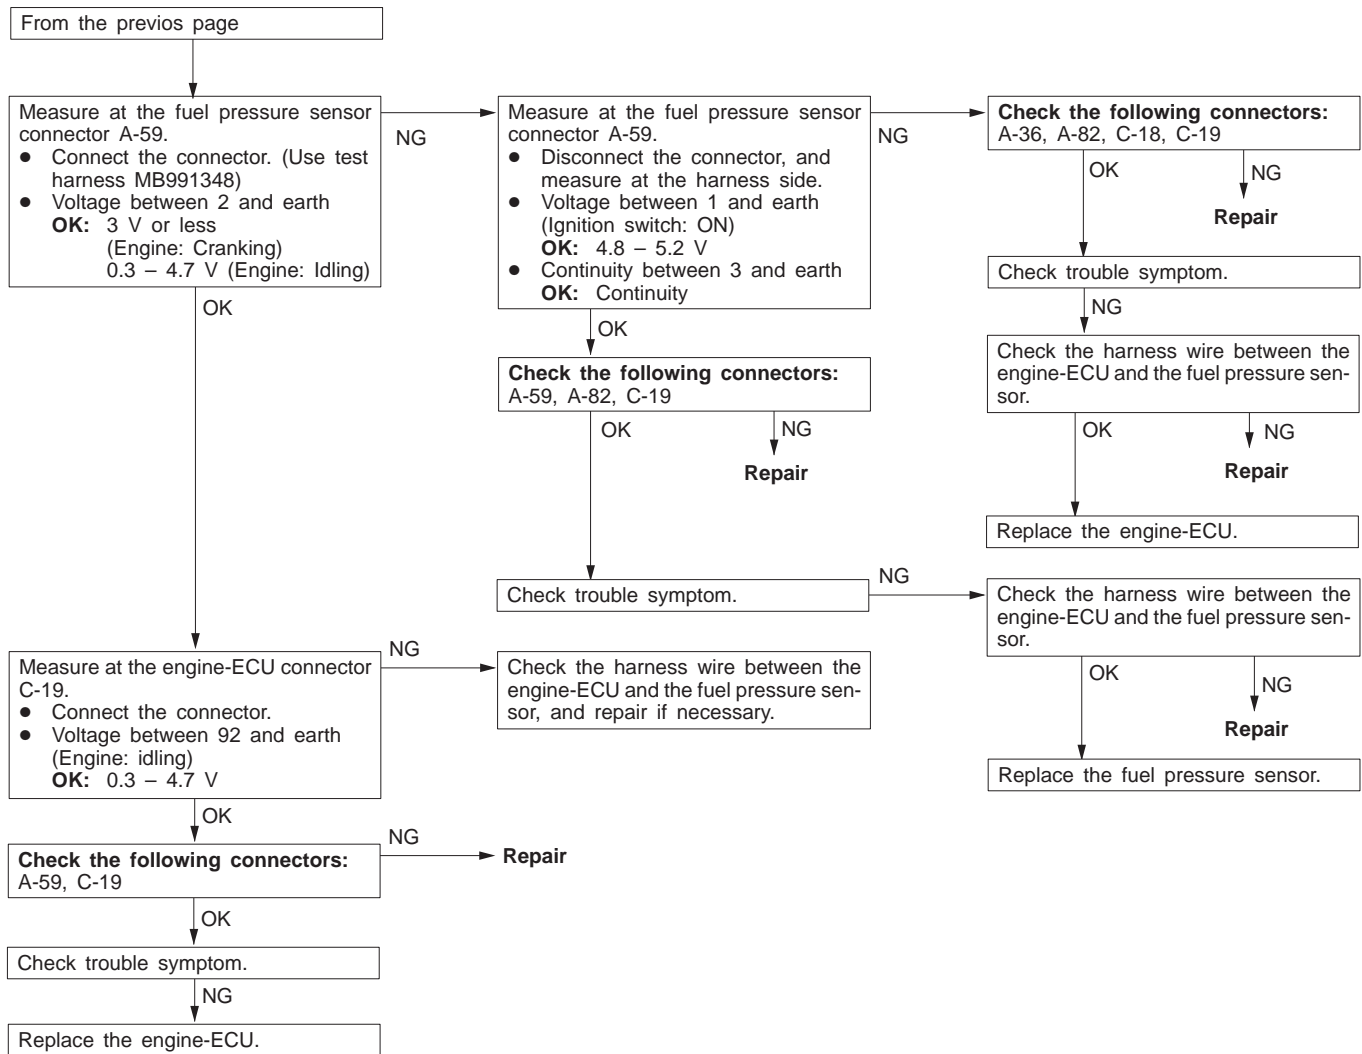 From the previos page
Measure at the fuel pressure sensor
connector A-59.
● Connect the connector. (Use test
harness MB991348)
● Voltage between 2 and earth
OK: 3 V or less
(Engine: Cranking)
0.3 – 4.7 V (Engine: Idling)
NG
OK
Measure at the fuel pressure sensor
connector A-59.
● Disconnect the connector, and
measure at the harness side.
● Voltage between 1 and earth
(Ignition switch: ON)
OK: 4.8 – 5.2 V
● Continuity between 3 and earth
OK: Continuity
NG
OK
Check the following connectors:
A-36, A-82, C-18, C-19
OK
NG
Repair
Check trouble symptom.
NG
Check the harness wire between the
engine-ECU and the fuel pressure sen-
sor.
OK
NG
Repair
Replace the engine-ECU.
Check the following connectors:
A-59, A-82, C-19
OK
NG
Repair
Check trouble symptom.
NG
Check the harness wire between the
engine-ECU and the fuel pressure sen-
sor.
OK
NG
Repair
Replace the fuel pressure sensor.
Measure at the engine-ECU connector
C-19.
● Connect the connector.
● Voltage between 92 and earth
(Engine: idling)
OK: 0.3 – 4.7 V
NG
Check the harness wire between the
engine-ECU and the fuel pressure sen-
sor, and repair if necessary.
OK
Check the following connectors:
A-59, C-19
NG
Repair
OK
Check trouble symptom.
NG
Replace the engine-ECU.